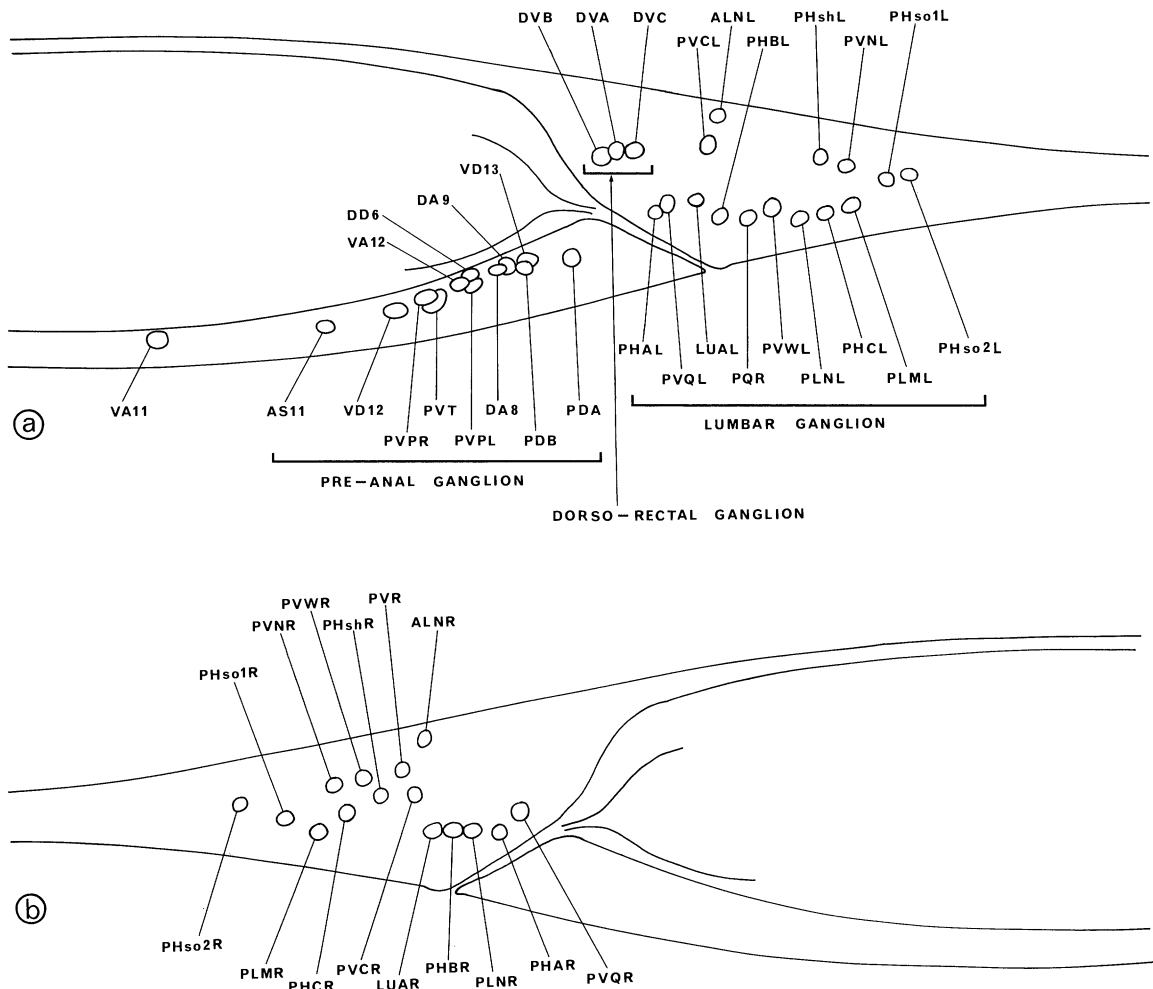 DVB DVA DVC ALNL PHshL PHso1L
PVCL PHBL PVNL
VD13
DA9
DD6
VA12
PHAL LUAL PVWL PHCL PHso2L
PVQL PQR PLNL PLML
VA11 AS11 VD12 PVT DA8 PDA
PVPR PVPL PDB
LUMBAR GANGLION
a
PRE-ANAL GANGLION
DORSO-RECTAL GANGLION
PVR
PVWR
PVNR PHshR ALNR
PHso1R
b
PHso2R
PLMR PVCR PHBR PHAR
PHCR LUAR PLNR PVQR